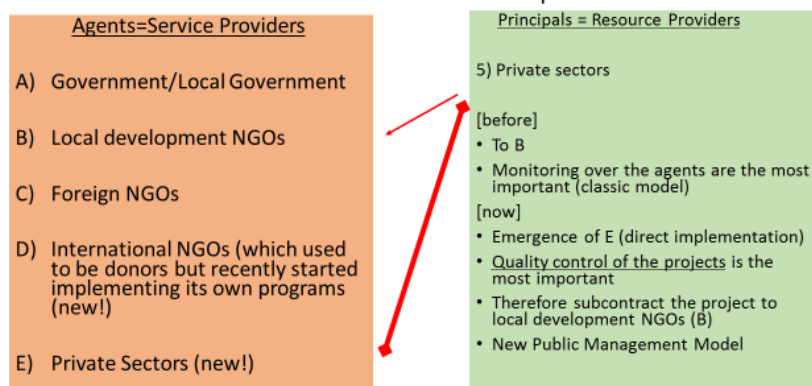 Agents=Service Providers
A) Government/Local Government
B) Local development NGOs
C) Foreign NGOs
D) International NGOs (which used
to be donors but recently started
implementing its own programs
(new!)
E) Private Sectors (new!)
Principals = Resource Providers
5) Private sectors
[before]
• To B
• Monitoring over the agents are the most
important (classic model)
[now]
• Emergence of E (direct implementation)
• Quality control of the projects is the
most important
• Therefore subcontract the project to
local development NGOs (B)
• New Public Management Model